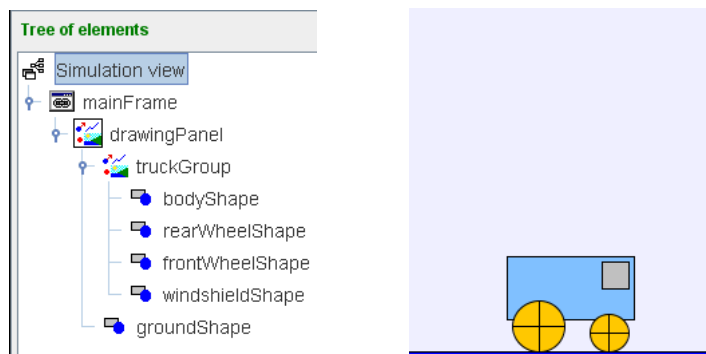 Tree of elements
Simulation view
mainFrame
drawingPanel
truckGroup
bodyShape
rearWheelShape
frontWheelShape
windshieldShape
groundShape